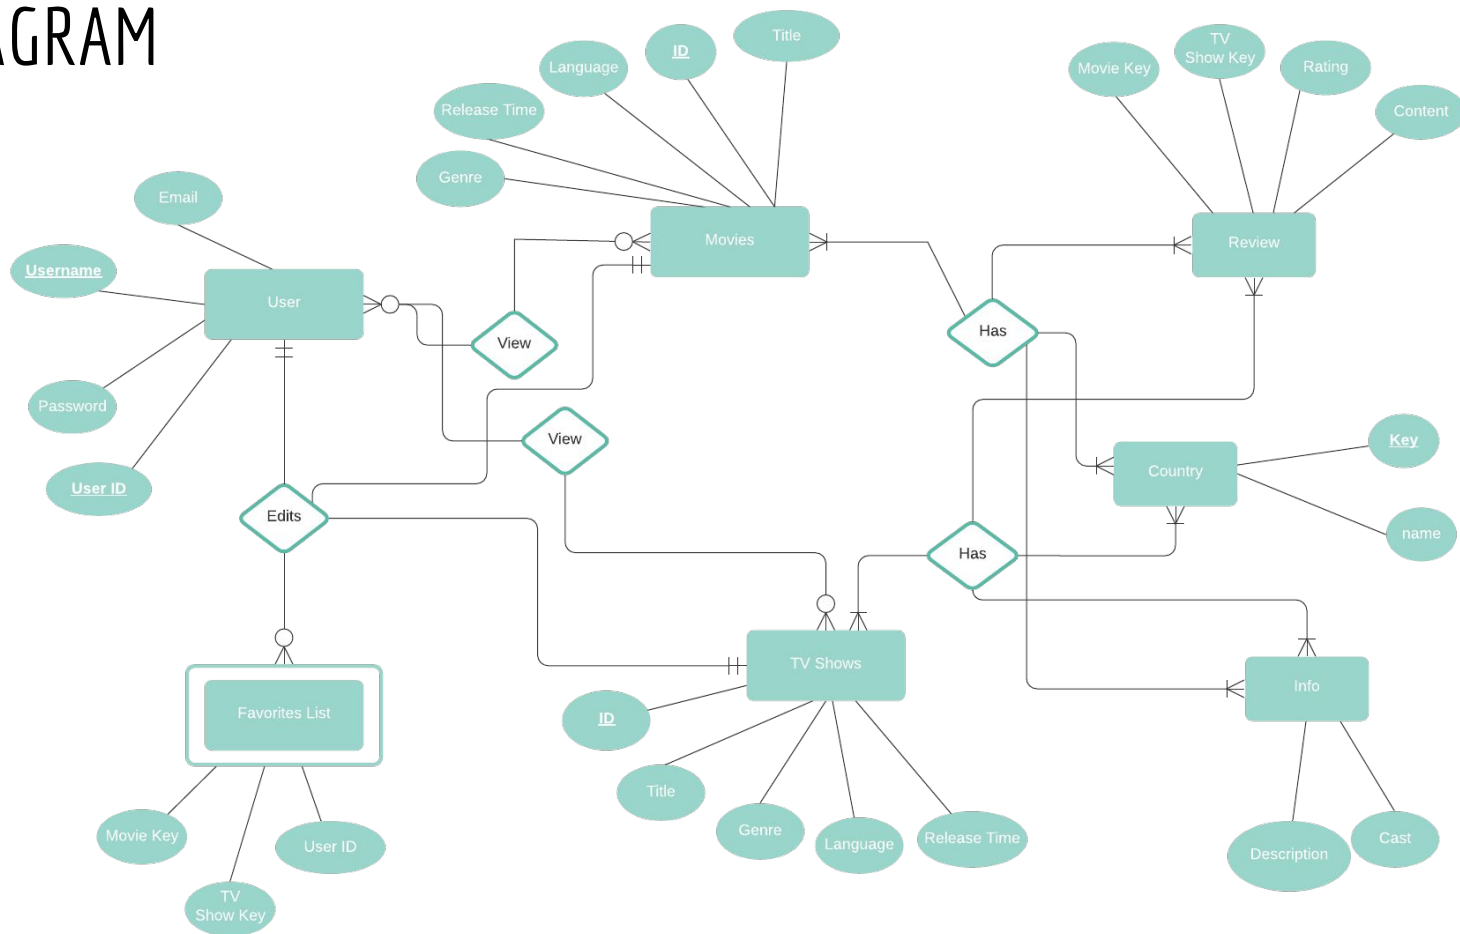 AGRAM
Title
ID
Language
Release Time
Genre
Movie Key
TV
Show Key
Rating
Content
Email
Username
Password
User ID
User
Movies
Review
View
Has
View
Country
Key
name
Edits
Has
TV Shows
Info
Favorites List
ID
Title
Genre
Language
Release Time
Movie Key
TV
Show Key
User ID
Description
Cast